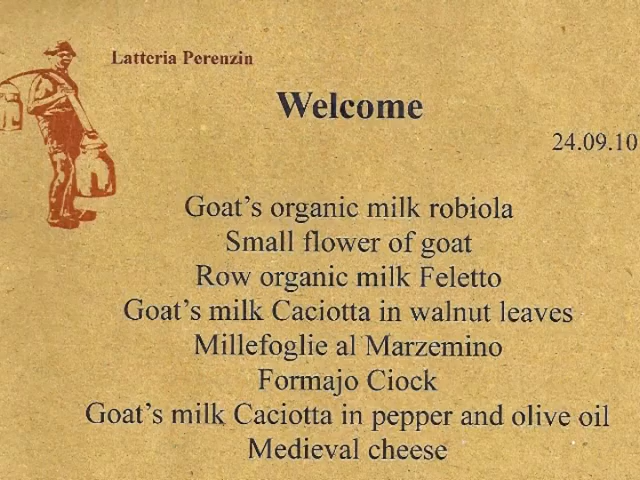 Latteria Perenzin
Welcome
24.09.10
Goat's organic milk robiola
Small flower of goat
Row organic milk Feletto
Goat's milk Caciotta in walnut leaves
Millefoglie al Marzemino
Formajo Ciock
Goat's milk Caciotta in pepper and olive oil
Medieval cheese